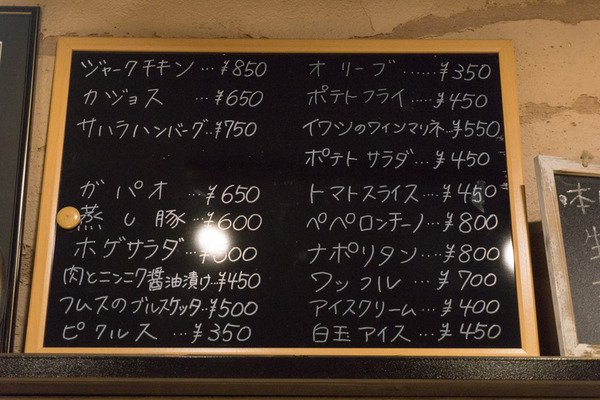 ジャークチキン…¥850
カジョス ¥650
サハラハンバーグ…¥750
ガパオ …¥650
蒸し豚…¥600
ホゲサラダ… 00
肉とニンニク醤油漬け…¥450
フムスのブルスケッタ…¥500
ピクルス …¥350
オリーブ……¥350
ポテトフライ….¥450
イワシのワインマリネ…¥550
ポテトサラダ…¥450
トマトスライス…¥450
ペペロンチーノ…¥800
ナポリタン …¥800
ワッフル …¥700
アイスクリーム…¥400
白玉アイス…¥450
本